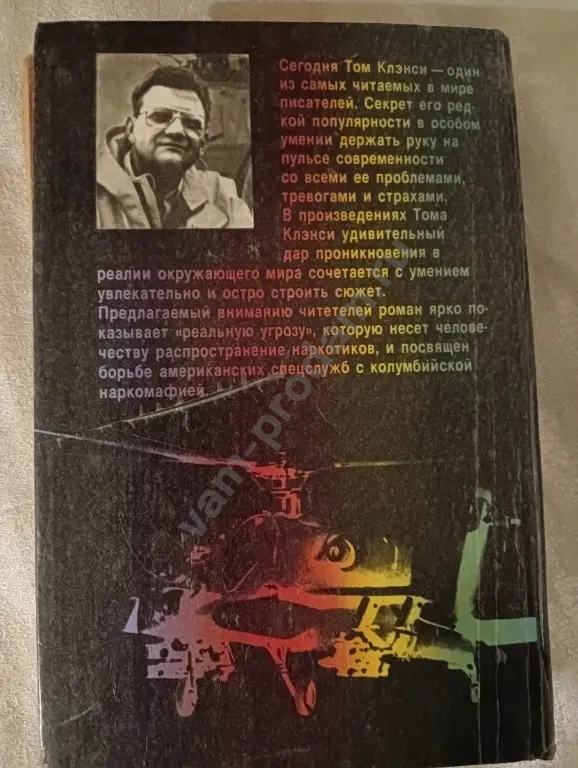 Сегодня Том Клэнси — один
из самых читаемых в мире
писателей. Секрет его ред-
кой популярности в особом
умении держать руку на
пульсе современности
со всеми ее проблемами,
тревогами и страхами.
В произведениях Тома
Клэнси удивительный
дар проникновения в
реалии окружающего мира сочетается с умением
увлекательно и остро строить сюжет.
Предлагаемый вниманию читетелей роман ярко по-
казывает «реальную угрозу», которую несет челове-
честву распространение наркотиков, и посвящен
борьбе американских спецслужб с колумбийской
наркомафией.